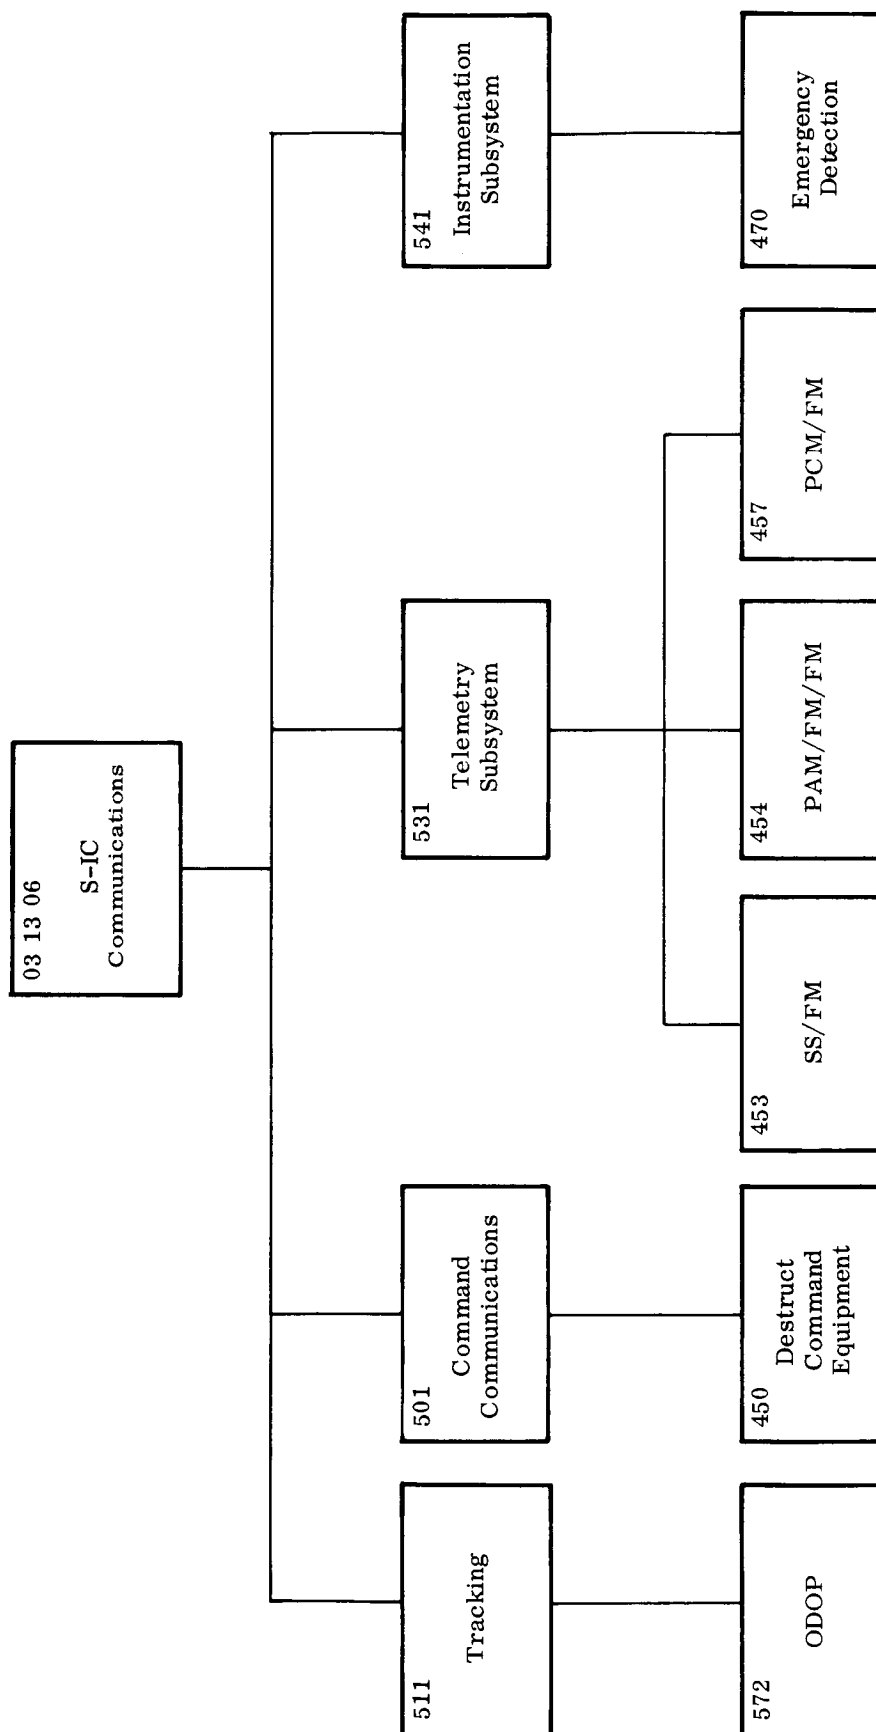 03 13 06
S-IC
Communications
511
Tracking
501
Command
Communications
531
Telemetry
Subsystem
541
Instrumentation
Subsystem
572
ODOP
450
Destruct
Command
Equipment
453
SS/FM
454
PAM/FM/FM
457
PCM/FM
470
Emergency
Detection